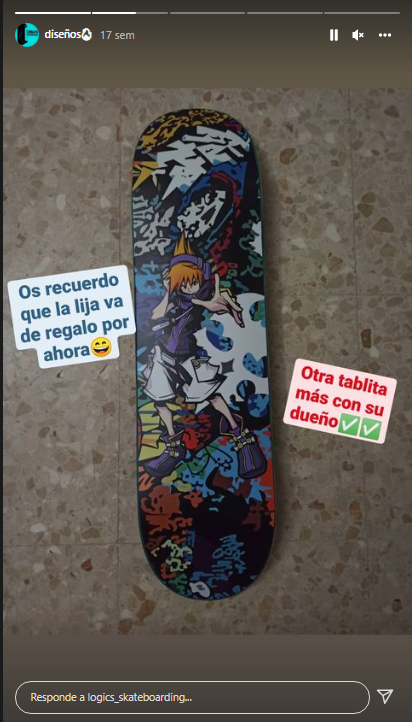 diseños 17 sem
Os recuerdo
que la lija va
de regalo por
ahora😄
Otra tablita
más con su
dueño✅✅
Responde a logics_skateboarding...